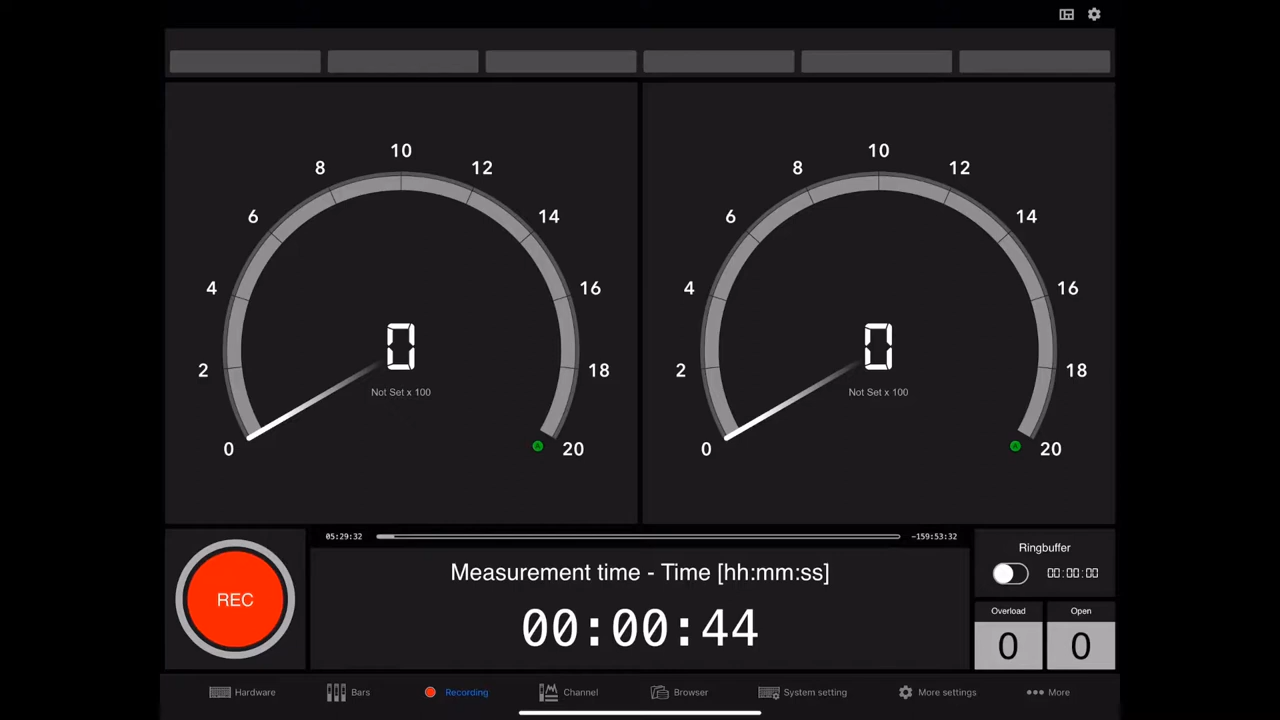 10
8
12
6
14
4
16
2
18
0
Not Set x 100
0
A
20
10
8
12
6
14
4
16
2
18
0
Not Set x 100
0
A
20
05:29:32
-159:53:32
REC
Measurement time - Time [hh:mm:ss]
00:00:44
Ringbuffer
00:00:00
Overload
Open
0
0
Hardware
Bars
Recording
Channel
Browser
System setting
More settings
More